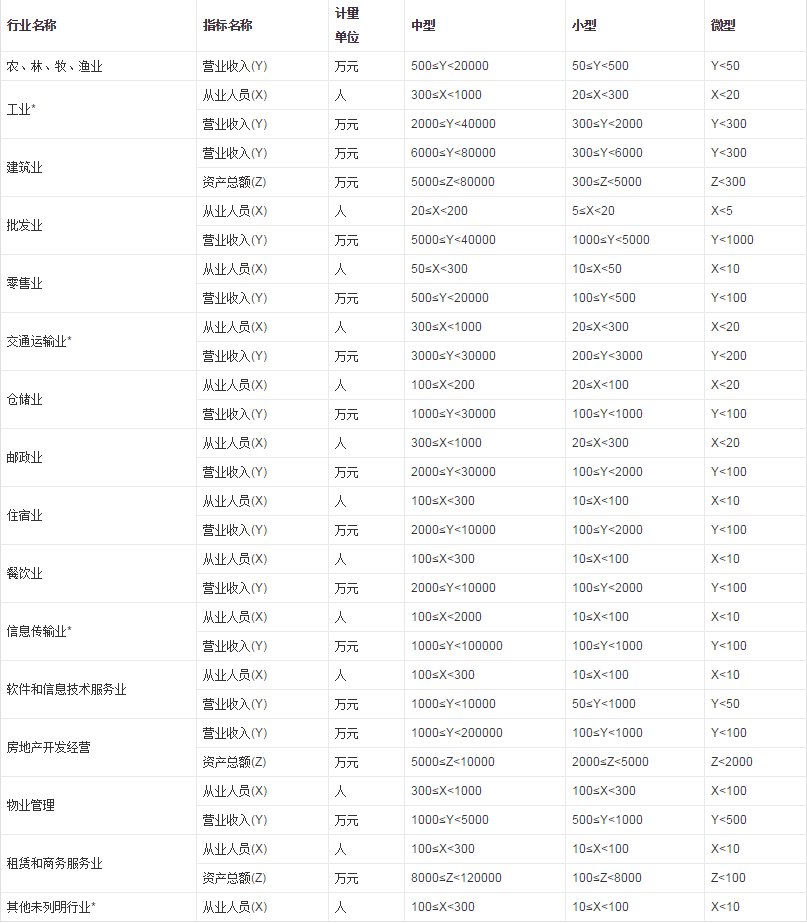 行业名称 指标名称 计量单位 中型 小型 微型
农、林、牧、渔业 营业收入(Y) 万元 500≤Y<20000 50≤Y<500 Y<50
工业* 从业人员(X) 人 300≤X<1000 20≤X<300 X<20
营业收入(Y) 万元 2000≤Y<40000 300≤Y<2000 Y<300
建筑业 营业收入(Y) 万元 6000≤Y<80000 300≤Y<6000 Y<300
资产总额(Z) 万元 5000≤Z<80000 300≤Z<5000 Z<300
批发业 从业人员(X) 人 20≤X<200 5≤X<20 X<5
营业收入(Y) 万元 5000≤Y<40000 1000≤Y<5000 Y<1000
零售业 从业人员(X) 人 50≤X<300 10≤X<50 X<10
营业收入(Y) 万元 500≤Y<20000 100≤Y<500 Y<100
交通运输业* 从业人员(X) 人 300≤X<1000 20≤X<300 X<20
营业收入(Y) 万元 3000≤Y<30000 200≤Y<3000 Y<200
仓储业 从业人员(X) 人 100≤X<200 20≤X<100 X<20
营业收入(Y) 万元 1000≤Y<30000 100≤Y<1000 Y<100
邮政业 从业人员(X) 人 300≤X<1000 20≤X<300 X<20
营业收入(Y) 万元 2000≤Y<30000 100≤Y<2000 Y<100
住宿业 从业人员(X) 人 100≤X<300 10≤X<100 X<10
营业收入(Y) 万元 2000≤Y<10000 100≤Y<2000 Y<100
餐饮业 从业人员(X) 人 100≤X<300 10≤X<100 X<10
营业收入(Y) 万元 2000≤Y<10000 100≤Y<2000 Y<100
信息传输业* 从业人员(X) 人 100≤X<2000 10≤X<100 X<10
营业收入(Y) 万元 1000≤Y<100000 100≤Y<1000 Y<100
软件和信息技术服务业 从业人员(X) 人 100≤X<300 10≤X<100 X<10
营业收入(Y) 万元 1000≤Y<10000 50≤Y<1000 Y<50
房地产开发经营 营业收入(Y) 万元 1000≤Y<200000 100≤Y<1000 Y<100
资产总额(Z) 万元 5000≤Z<10000 2000≤Z<5000 Z<2000
物业管理 从业人员(X) 人 300≤X<1000 100≤X<300 X<100
营业收入(Y) 万元 1000≤Y<5000 500≤Y<1000 Y<500
租赁和商务服务业 从业人员(X) 人 100≤X<300 10≤X<100 X<10
资产总额(Z) 万元 8000≤Z<120000 100≤Z<8000 Z<100
其他未列明行业* 从业人员(X) 人 100≤X<300 10≤X<100 X<10